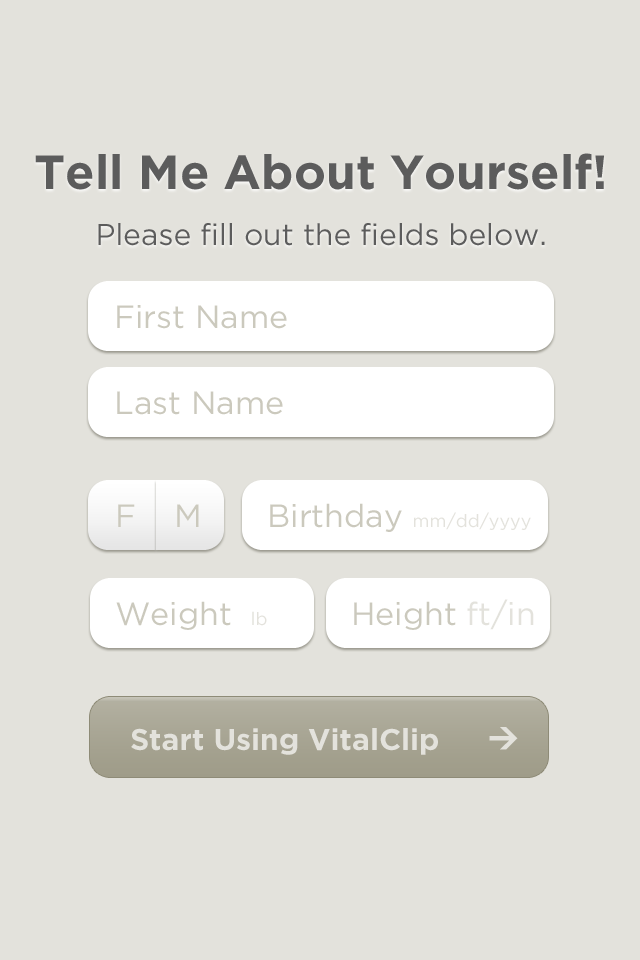 Tell Me About Yourself!
Please fill out the fields below.
First Name
Last Name
F M Birthday mm/dd/yyyy
Weight lb Height ft/in
Start Using VitalClip →